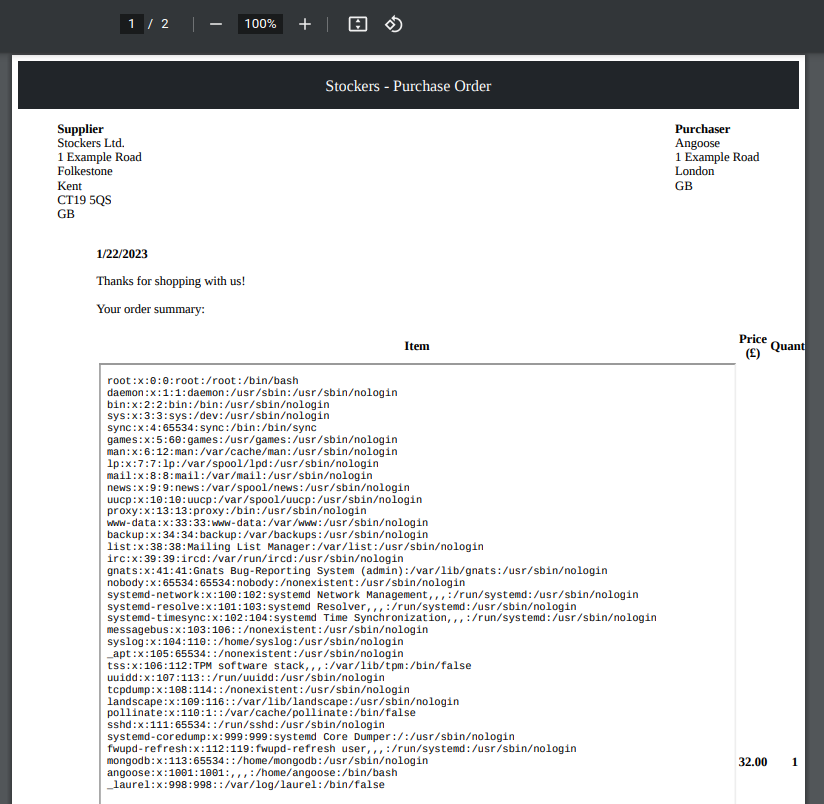 1 / 2 100%
Stockers - Purchase Order
Supplier
Stockers Ltd.
1 Example Road
Folkestone
Kent
CT19 5QS
GB
Purchaser
Angoose
1 Example Road
London
GB
1/22/2023
Thanks for shopping with us!
Your order summary:
Item Price (£) Quant
root:x:0:0:root:/root:/bin/bash
daemon:x:1:1:daemon:/usr/sbin:/usr/sbin/nologin
bin:x:2:2:bin:/bin:/usr/sbin/nologin
sys:x:3:3:sys:/dev:/usr/sbin/nologin
sync:x:4:65534:sync:/bin:/bin/sync
games:x:5:60:games:/usr/games:/usr/sbin/nologin
man:x:6:12:man:/var/cache/man:/usr/sbin/nologin
lp:x:7:7:lp:/var/spool/lpd:/usr/sbin/nologin
mail:x:8:8:mail:/var/mail:/usr/sbin/nologin
news:x:9:9:news:/var/spool/news:/usr/sbin/nologin
uucp:x:10:10:uucp:/var/spool/uucp:/usr/sbin/nologin
proxy:x:13:13:proxy:/bin:/usr/sbin/nologin
www-data:x:33:33:www-data:/var/www:/usr/sbin/nologin
backup:x:34:34:backup:/var/backups:/usr/sbin/nologin
list:x:38:38:Mailing List Manager:/var/list:/usr/sbin/nologin
irc:x:39:39:ircd:/var/run/ircd:/usr/sbin/nologin
gnats:x:41:41:Gnats Bug-Reporting System (admin):/var/lib/gnats:/usr/sbin/nologin
nobody:x:65534:65534:nobody:/nonexistent:/usr/sbin/nologin
systemd-network:x:100:102:systemd Network Management,,,:/run/systemd:/usr/sbin/nologin
systemd-resolve:x:101:103:systemd Resolver,,,:/run/systemd:/usr/sbin/nologin
systemd-timesync:x:102:104:systemd Time Synchronization,,,:/run/systemd:/usr/sbin/nologin
messagebus:x:103:106::/nonexistent:/usr/sbin/nologin
syslog:x:104:110::/home/syslog:/usr/sbin/nologin
_apt:x:105:65534::/nonexistent:/usr/sbin/nologin
tss:x:106:112:TPM software stack,,,:/var/lib/tpm:/bin/false
uuidd:x:107:113::/run/uuidd:/usr/sbin/nologin
tcpdump:x:108:114::/nonexistent:/usr/sbin/nologin
landscape:x:109:116::/var/lib/landscape:/usr/sbin/nologin
pollinate:x:110:1::/var/cache/pollinate:/bin/false
sshd:x:111:65534::/run/sshd:/usr/sbin/nologin
systemd-coredump:x:999:999:systemd Core Dumper:/:/usr/sbin/nologin
fwupd-refresh:x:112:119:fwupd-refresh user,,,:/run/systemd:/usr/sbin/nologin
mongodb:x:113:65534::/home/mongodb:/usr/sbin/nologin
angoose:x:1001:1001:,,,:/home/angoose:/bin/bash
_laurel:x:998:998::/var/log/laurel:/bin/false
32.00 1